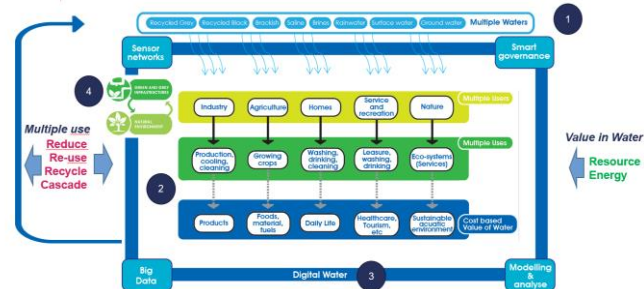 Recycled Grey Recycled Black Brackish Saline Brines Rainwater Surface water Ground water Multiple Waters
1
Sensor
networks
Smart
governance
4
GREEN AND GREY
INFRASTRUCTURES
NATURAL
ENVIRONMENT
Multiple use
Reduce
Re-use
Recycle
Cascade
Multiple Users
Industry
Agriculture
Homes
Service
and
recreation
Nature
Multiple Uses
Production,
cooling,
cleaning
Growing
crops
Washing,
drinking,
cleaning
Leasure,
washing,
drinking
Eco-systems
(Services)
2
Cost based
Value of Water
Products
Foods,
material,
fuels
Daily Life
Healthcare,
Tourism,
etc
Sustainable
aquatic
environment
Value in Water
Resource
Energy
Big
Data
Digital Water
3
Modelling
&
analyse